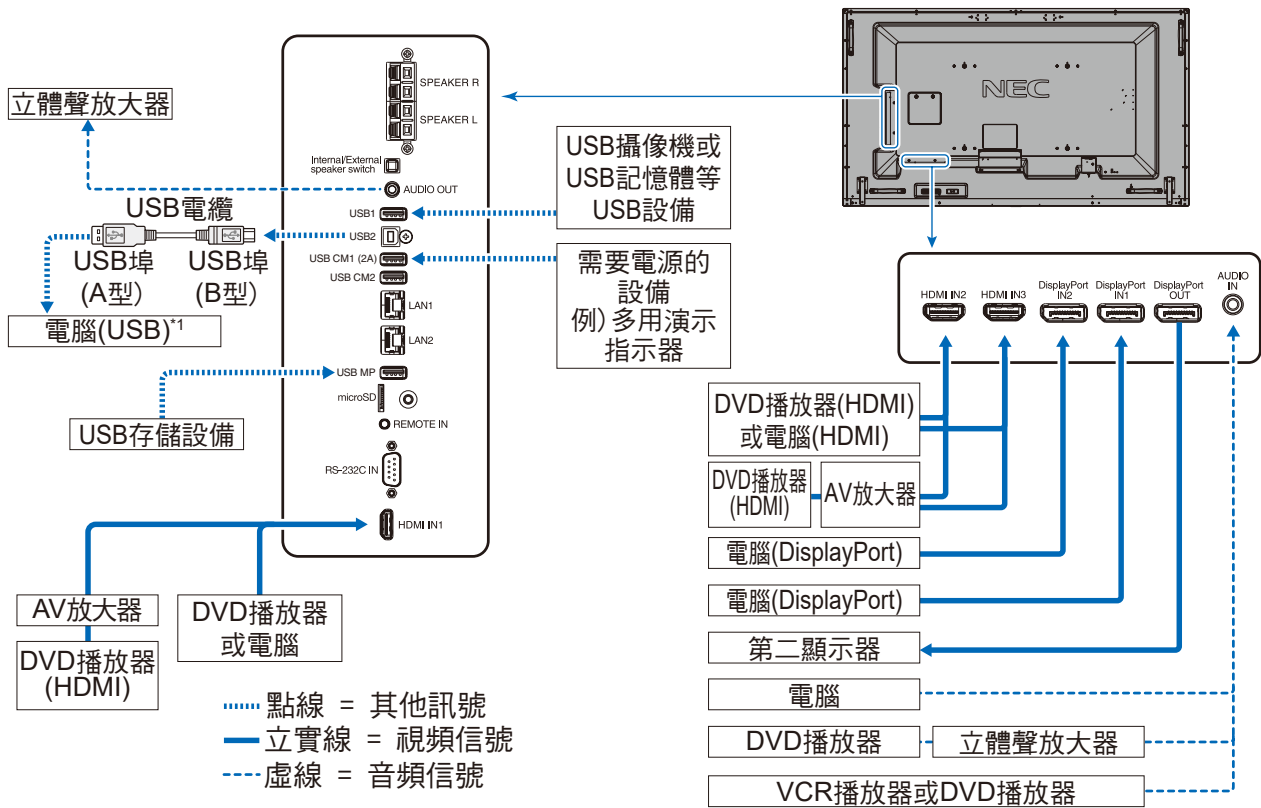 立體聲放大器
USB電纜
USB埠
(A型)
USB埠
(B型)
電腦(USB)*1
USB存儲設備
AV放大器
DVD播放器
(HDMI)
DVD播放器
或電腦
SPEAKER R
SPEAKER L
Internal/External
speaker switch
AUDIO OUT
USB1
USB2
USB CM1 (2A)
USB CM2
LAN1
LAN2
USB MP
microSD
REMOTE IN
RS-232C IN
HDMI IN1
USB攝像機或
USB記憶體等
USB設備
需要電源的
設備
例)多用演示
指示器
NEC
HDMI IN2
HDMI IN3
DisplayPort
IN2
DisplayPort
IN1
DisplayPort
OUT
AUDIO
IN
DVD播放器(HDMI)
或電腦(HDMI)
DVD播放器
(HDMI)
AV放大器
電腦(DisplayPort)
電腦(DisplayPort)
第二顯示器
電腦
DVD播放器
立體聲放大器
VCR播放器或DVD播放器
點線 = 其他訊號
立實線 = 視頻信號
虛線 = 音頻信號